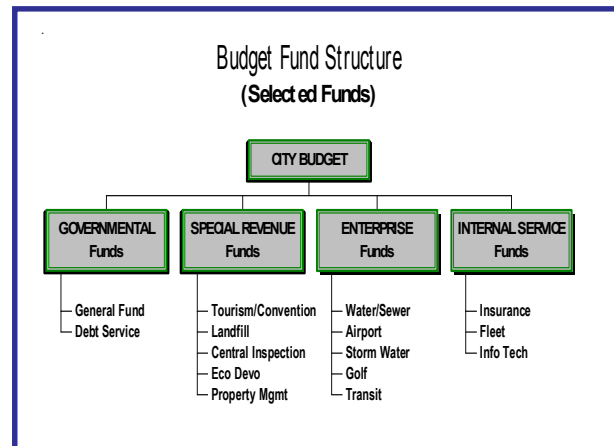 Budget Fund Structure
(Selected Funds)
CITY BUDGET
GOVERNMENTAL
Funds
General Fund
Debt Service
SPECIAL REVENUE
Funds
Tourism/Convention
Landfill
Central Inspection
Eco Devo
Property Mgmt
ENTERPRISE
Funds
Water/Sewer
Airport
Storm Water
Golf
Transit
INTERNAL SERVICE
Funds
Insurance
Fleet
Info Tech